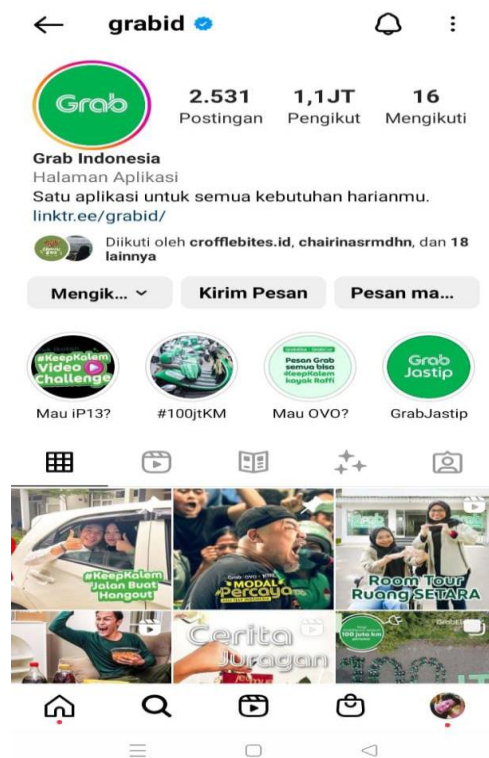 grabid
Grab
2.531 1,1JT 16
Postingan Pengikut Mengikuti
Grab Indonesia
Halaman Aplikasi
Satu aplikasi untuk semua kebutuhan harianmu.
linktr.ee/grabid/
Diikuti oleh crofflebites.id, chairinasrmdhn, dan 18
lainnya
Mengik... Kirim Pesan Pesan ma...
#KeepKalem
Video
Challenge
Pesan Grab
semua bisa
#KeepKalem
kayak Raffi
Grab
Jastip
Mau iP13? #100jtKM Mau OVO? GrabJastip
#KeepKalem
Jalan Buat
Hangout
MODAL
Percaya
Room Tour
Ruang SETARA
Cerita
Juragan
100 juta km